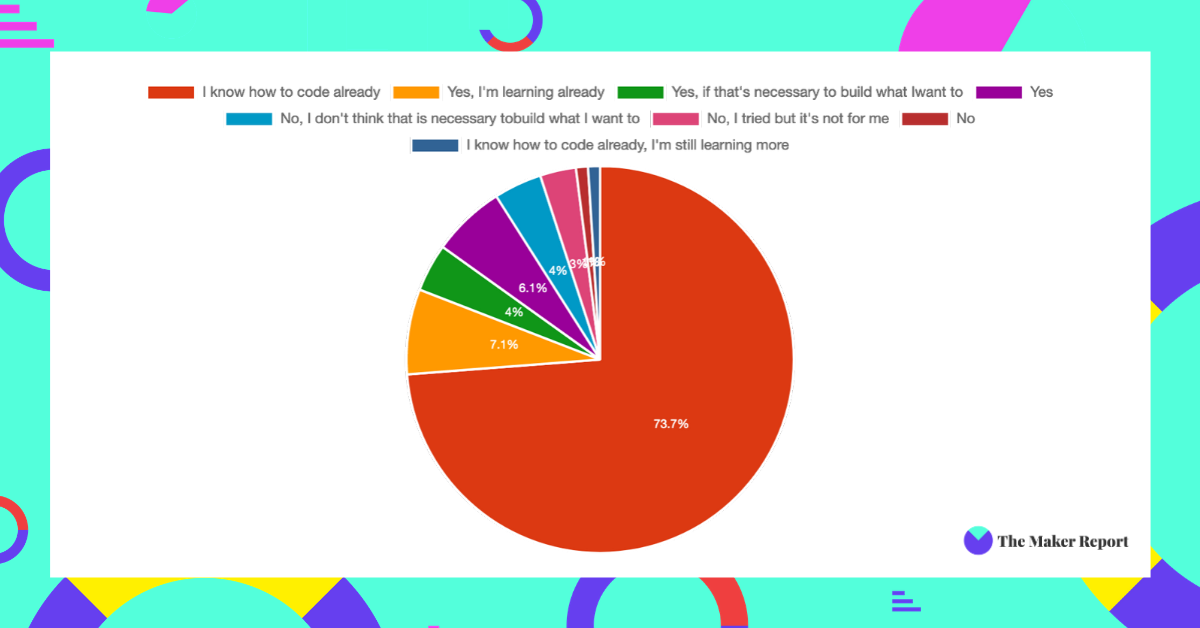 I know how to code already Yes, I'm learning already Yes, if that's necessary to build what Iwant to Yes
No, I don't think that is necessary tobuild what I want to No, I tried but it's not for me No
I know how to code already, I'm still learning more
4%
3%
6.1%
4%
7.1%
73.7%
The Maker Report